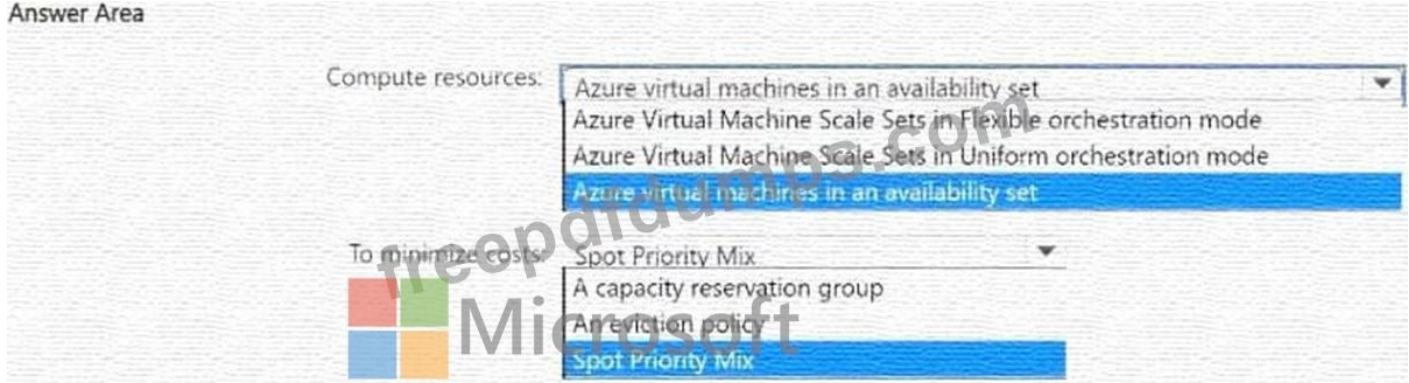 Answer Area
Compute resources: Azure virtual machines in an availability set
Azure Virtual Machine Scale Sets in Flexible orchestration mode
Azure Virtual Machine Scale Sets in Uniform orchestration mode
Azure virtual machines in an availability set
To minimize costs: Spot Priority Mix
A capacity reservation group
An eviction policy
Spot Priority Mix
freepdfdumps.com
Microsoft